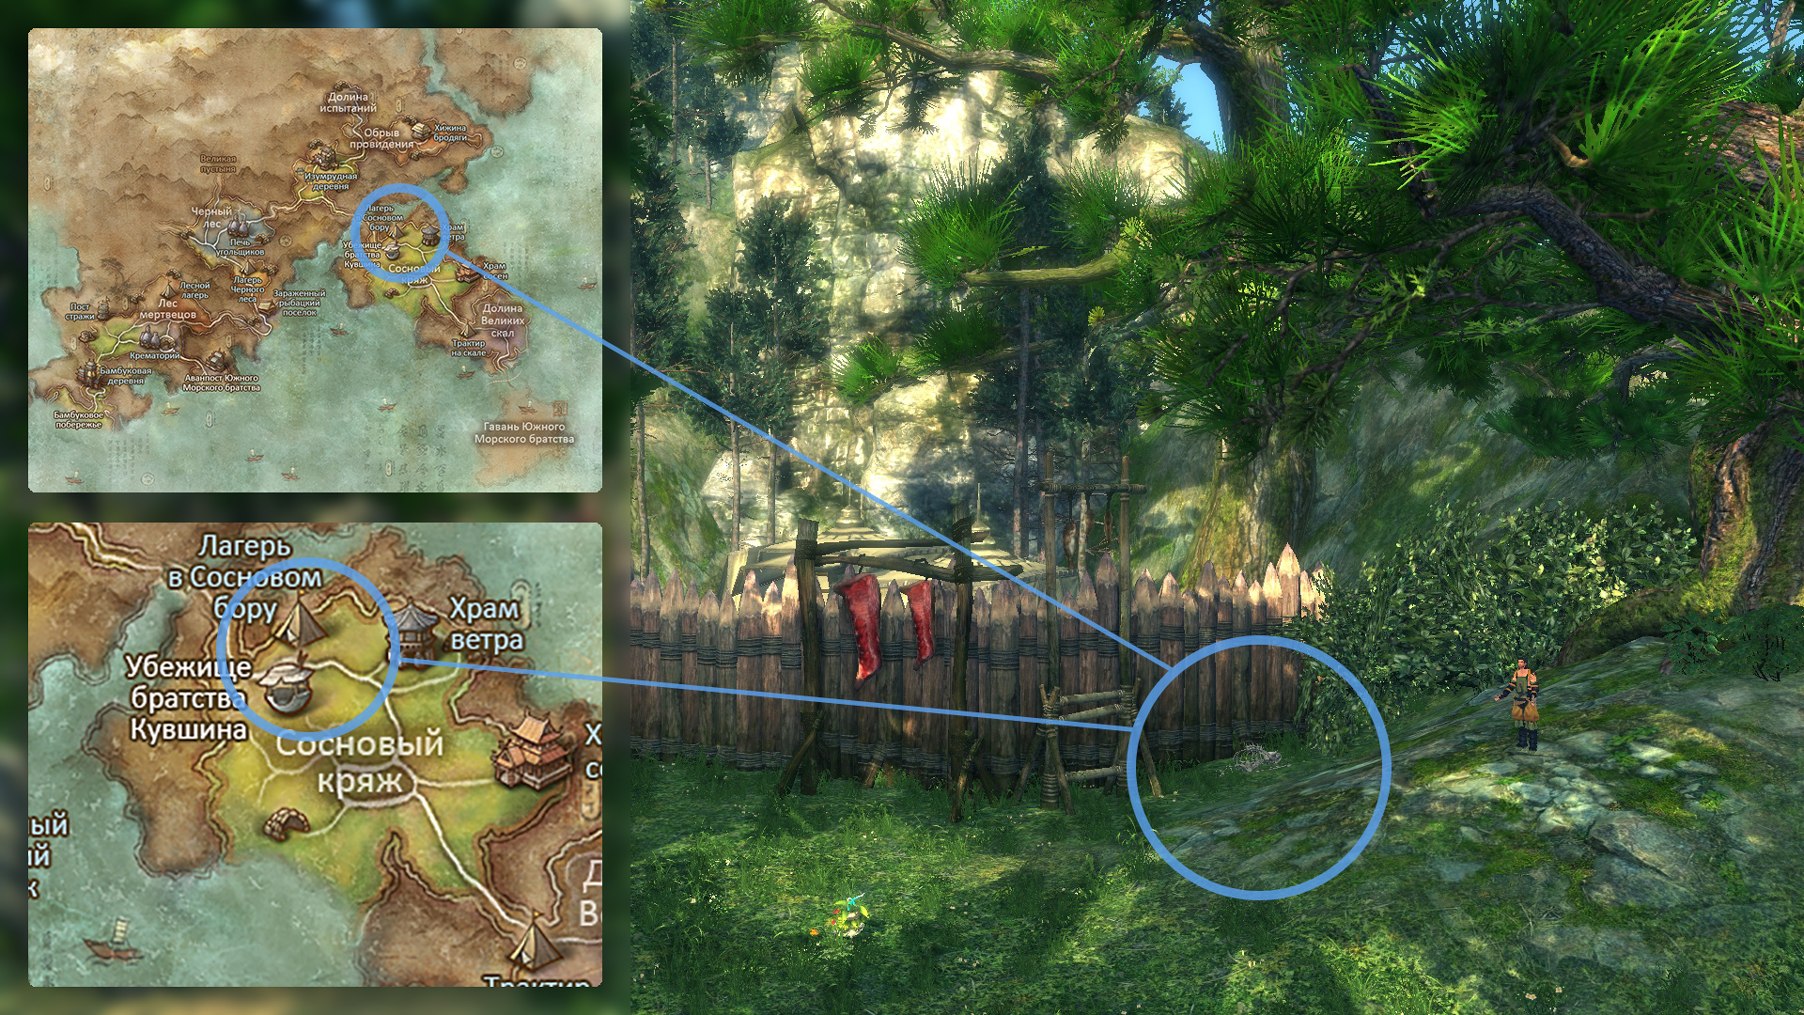 Долина
испытаний
Обрыв
провидения
Хижина
бродяги
Великая
пустыня
Изумрудная
деревня
Черный
лес
Печь
угольщиков
Лагерь
в Сосновом
бору
Храм
ветра
Убежище
братства
Кувшина
Сосновый
кряж
Храм
сосен
Лесной
лагерь
Лагерь
Черного
леса
Зараженный
рыбацкий
поселок
Пост
стражи
Лес
мертвецов
Крематорий
Долина
Великих
скал
Трактир
на скале
Бамбуковая
деревня
Аванпост Южного
Морского братства
Бамбуковое
побережье
Гавань Южного
Морского братства
Лагерь
в Сосновом
бору
Храм
ветра
Убежище
братства
Кувшина
Сосновый
кряж
Х
с
ый
й
к
Д
В
Трактир